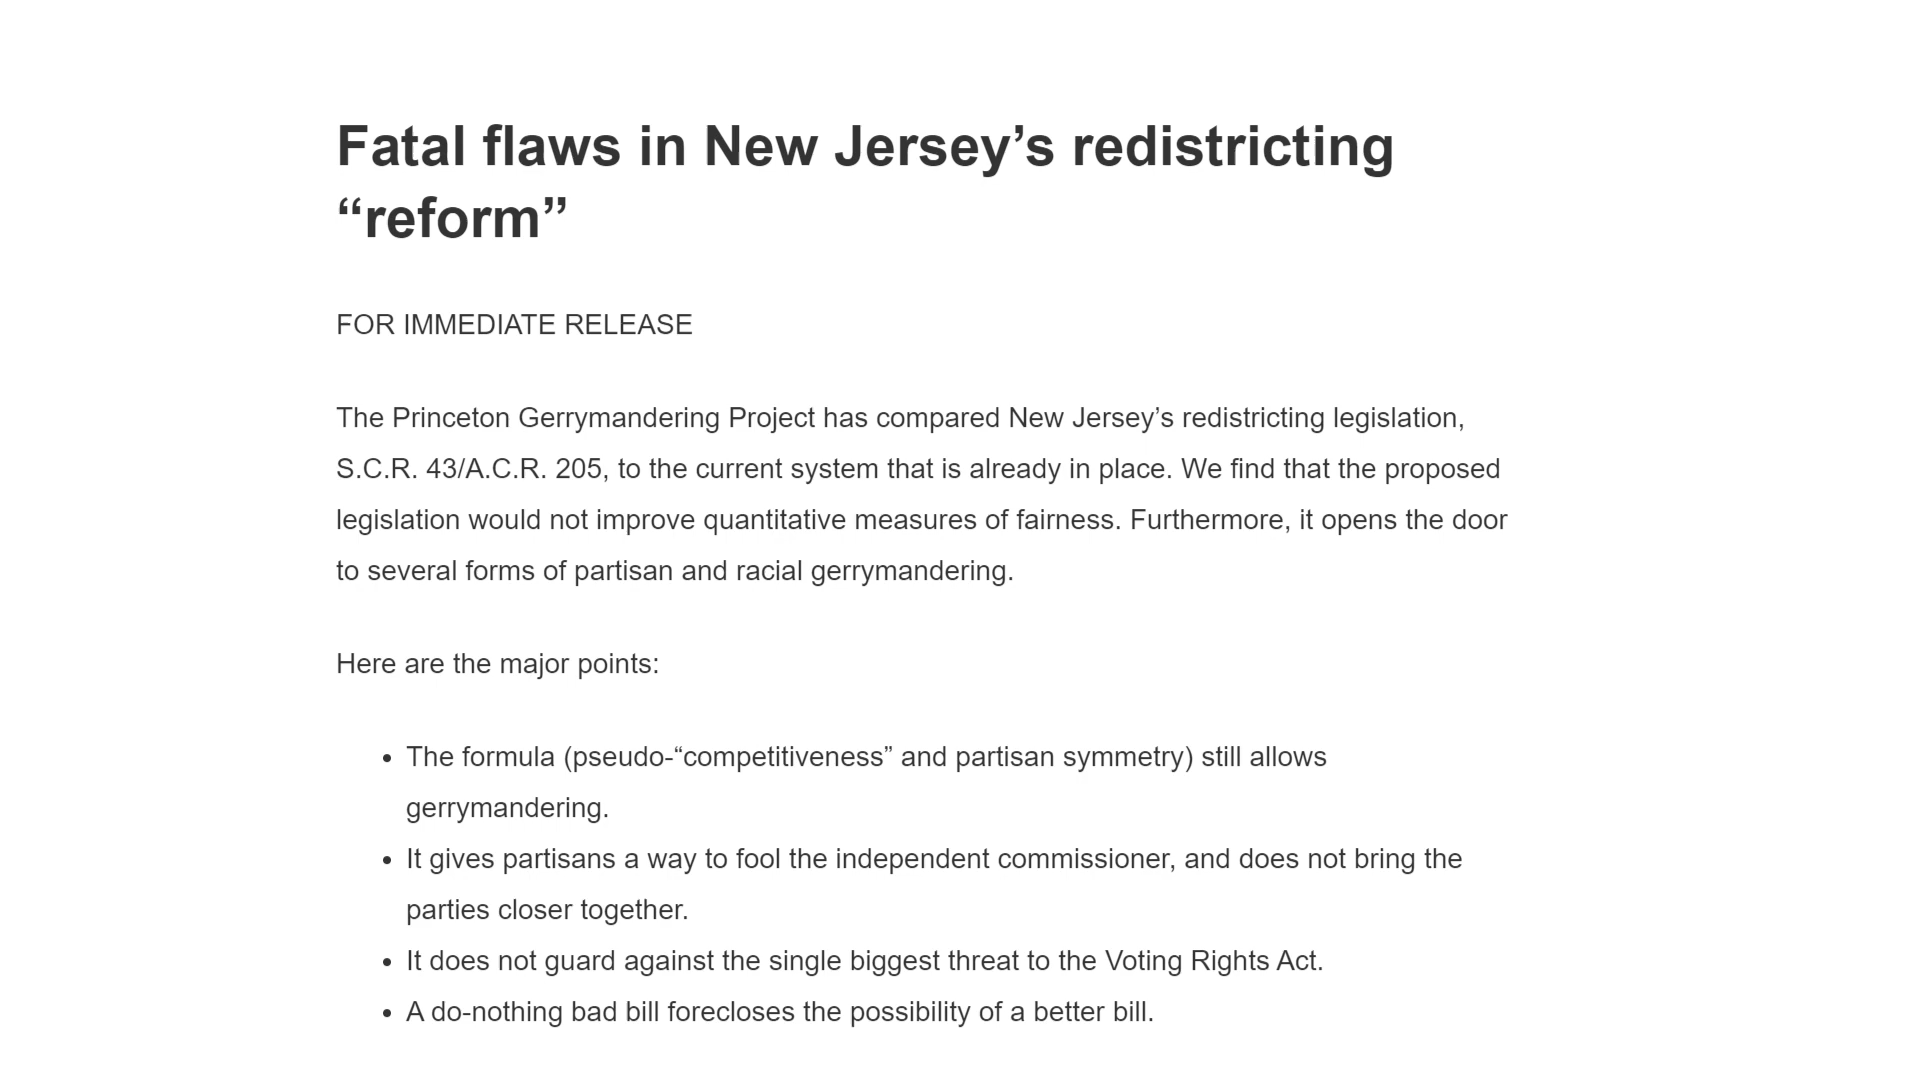 Fatal flaws in New Jersey’s redistricting
“reform”
FOR IMMEDIATE RELEASE
The Princeton Gerrymandering Project has compared New Jersey’s redistricting legislation,
S.C.R. 43/A.C.R. 205, to the current system that is already in place. We find that the proposed
legislation would not improve quantitative measures of fairness. Furthermore, it opens the door
to several forms of partisan and racial gerrymandering.
Here are the major points:
• The formula (pseudo-“competitiveness” and partisan symmetry) still allows
gerrymandering.
• It gives partisans a way to fool the independent commissioner, and does not bring the
parties closer together.
• It does not guard against the single biggest threat to the Voting Rights Act.
• A do-nothing bad bill forecloses the possibility of a better bill.